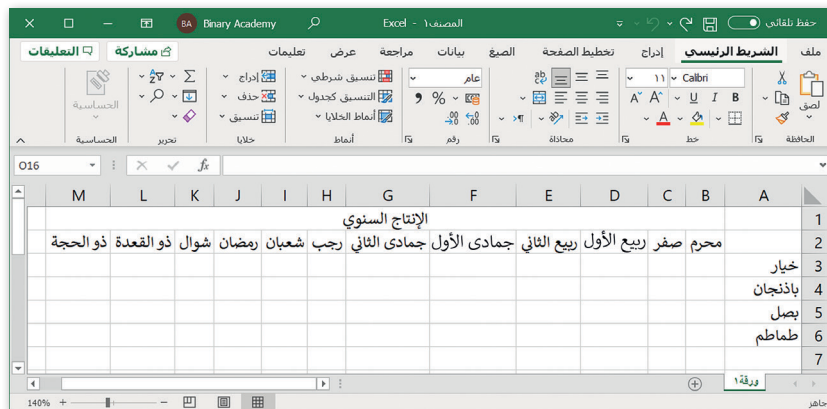 حفظ تلقائي المصنف١ - Excel Binary Academy BA
ملف الشريط الرئيسي إدراج تخطيط الصفحة الصيغ بيانات مراجعة عرض تعليمات مشاركة التعليقات
لصق
الحافظة
Calibri ١١
B I U
A A
A
خط
محاذاة
عام
% 9
رقم
تنسيق شرطي
التنسيق كجدول
أنماط الخلايا
أنماط
إدراج
حذف
تنسيق
خلايا
تحرير
الحساسية
الحساسية
O16 fx
A B C D E F G H I J K L M
1 الإنتاج السنوي
2 محرم صفر ربيع الأول ربيع الثاني جمادى الأول جمادى الثاني رجب شعبان رمضان شوال ذو القعدة ذو الحجة
3 خيار
4 باذنجان
5 بصل
6 طماطم
7
ورقة١
جاهز 140%